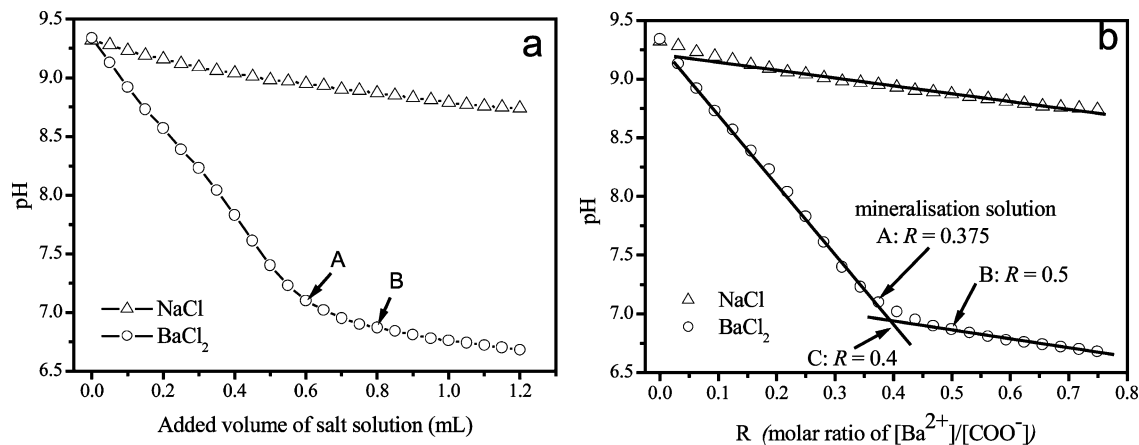 a
9.5
9.0
8.5
8.0
7.5
7.0
6.5
pH
A
B
NaCl
BaCl₂
0.0 0.2 0.4 0.6 0.8 1.0 1.2
Added volume of salt solution (mL)
b
9.5
9.0
8.5
8.0
7.5
7.0
6.5
pH
mineralisation solution
A: R = 0.375
B: R = 0.5
NaCl
BaCl₂
C: R = 0.4
0.0 0.1 0.2 0.3 0.4 0.5 0.6 0.7 0.8
R (molar ratio of [Ba²⁺]/[COO⁻])